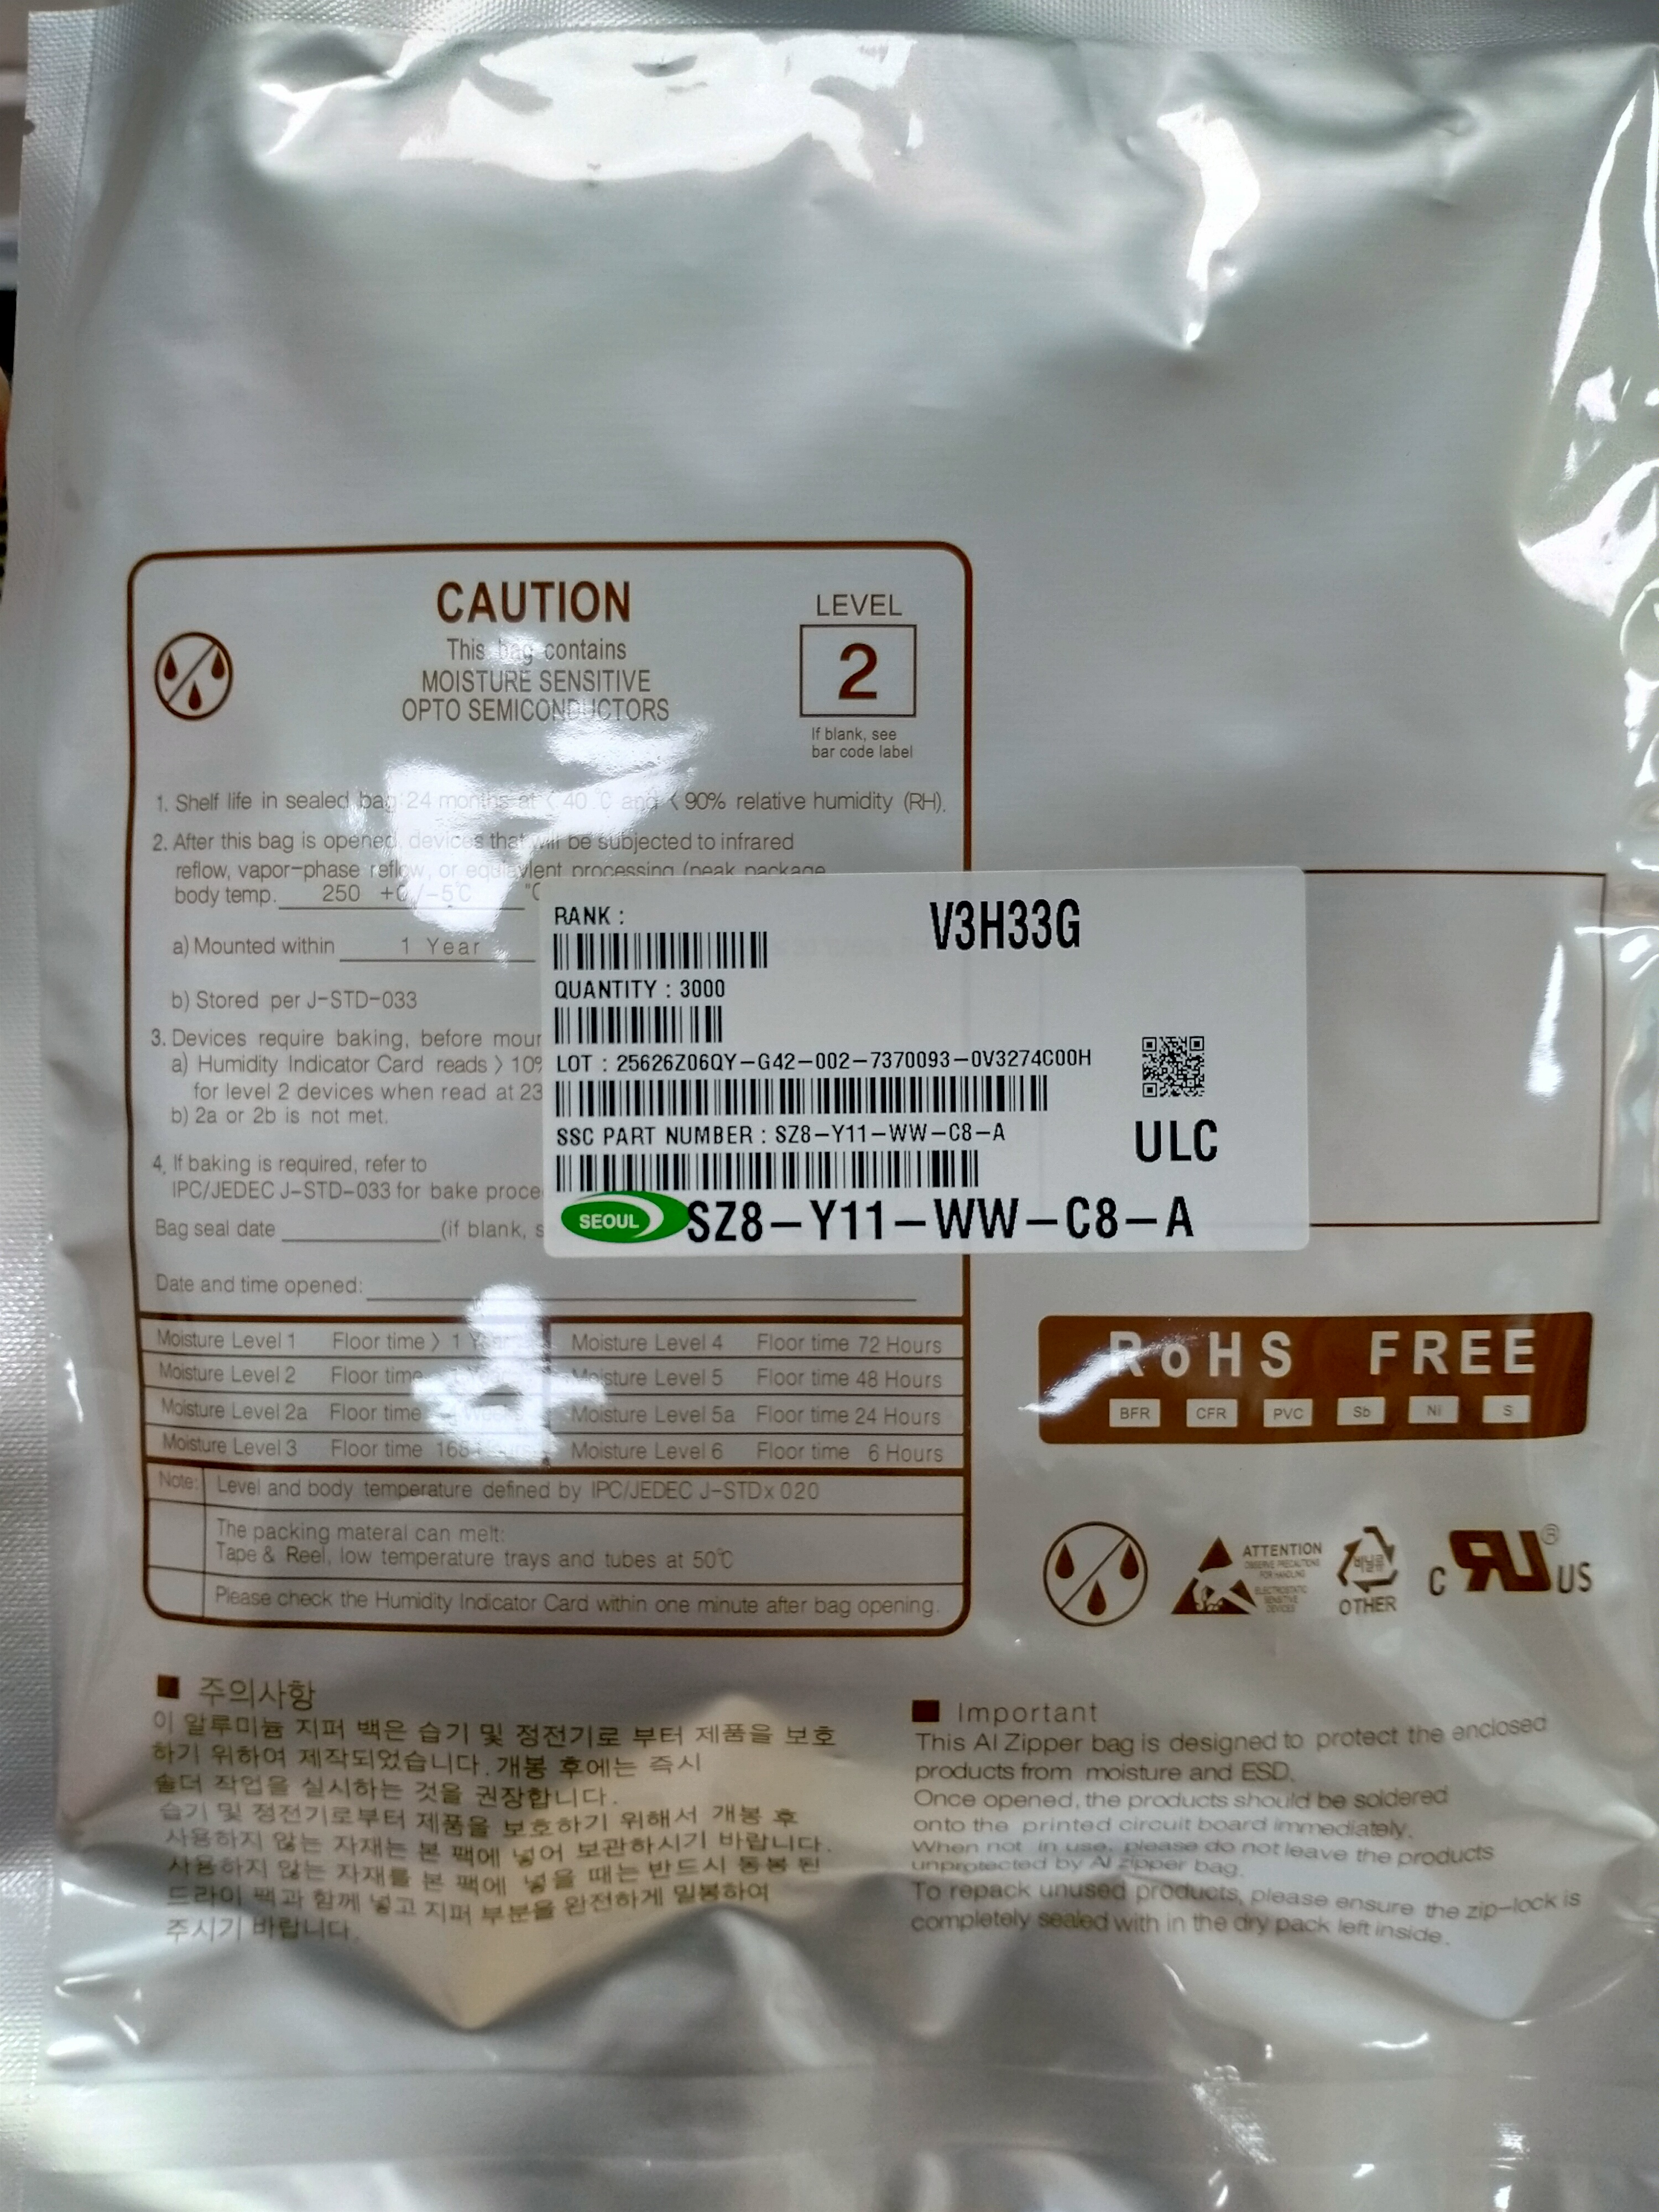 CAUTION
This bag contains
MOISTURE SENSITIVE
OPTO SEMICONDUCTORS
LEVEL
2
If blank, see
bar code label
1. Shelf life in sealed bag 24 months at < 40 °C and < 90% relative humidity (RH).
2. After this bag is opened, devices that will be subjected to infrared
reflow, vapor-phase reflow, or equivlent processing (peak package
body temp. 250 +0/-5℃ °C
a) Mounted within 1 Year
b) Stored per J-STD-033
3. Devices require baking, before
a) Humidity Indicator Card reads > 10%
for level 2 devices when read at 23
b) 2a or 2b is not met.
4. If baking is required, refer to
IPC/JEDEC J-STD-033 for bake
Bag seal date (if blank,
Date and time opened:
RANK :
V3H33G
QUANTITY : 3000
LOT : 25626Z06QY-G42-002-7370093-0V3274C00H
SSC PART NUMBER : SZ8-Y11-WW-C8-A
ULC
SEOUL SZ8-Y11-WW-C8-A
Moisture Level 1 Floor time > 1 Year Moisture Level 4 Floor time 72 Hours
Moisture Level 2 Floor time Moisture Level 5 Floor time 48 Hours
Moisture Level 2a Floor time Weeks Moisture Level 5a Floor time 24 Hours
Moisture Level 3 Floor time 168 Hours Moisture Level 6 Floor time 6 Hours
Note: Level and body temperature defined by IPC/JEDEC J-STDx 020
The packing materal can melt:
Tape & Reel, low temperature trays and tubes at 50℃
Please check the Humidity Indicator Card within one minute after bag opening.
RoHS FREE
BFR CFR PVC Sb Ni S
ATTENTION
OBSERVE PRECAUTIONS
FOR HANDLING
ELECTROSTATIC
SENSITIVE
DEVICES
비닐류
OTHER
C RU ® US
■ 주의사항
이 알루미늄 지퍼 백은 습기 및 정전기로 부터 제품을 보호
하기 위하여 제작되었습니다. 개봉 후에는 즉시
솔더 작업을 실시하는 것을 권장합니다.
습기 및 정전기로부터 제품을 보호하기 위해서 개봉 후
사용하지 않는 자재는 본 팩에 넣어 보관하시기 바랍니다.
사용하지 않는 자재를 본 팩에 넣을 때는 반드시 동봉 된
드라이 팩과 함께 넣고 지퍼 부분을 완전하게 밀봉하여
주시기 바랍니다.
■ Important
This Al Zipper bag is designed to protect the enclosed
products from moisture and ESD.
Once opened, the products should be soldered
onto the printed circuit board immediately.
When not in use, please do not leave the products
unprotected by Al zipper bag.
To repack unused products, please ensure the zip-lock is
completely sealed with in the dry pack left inside.